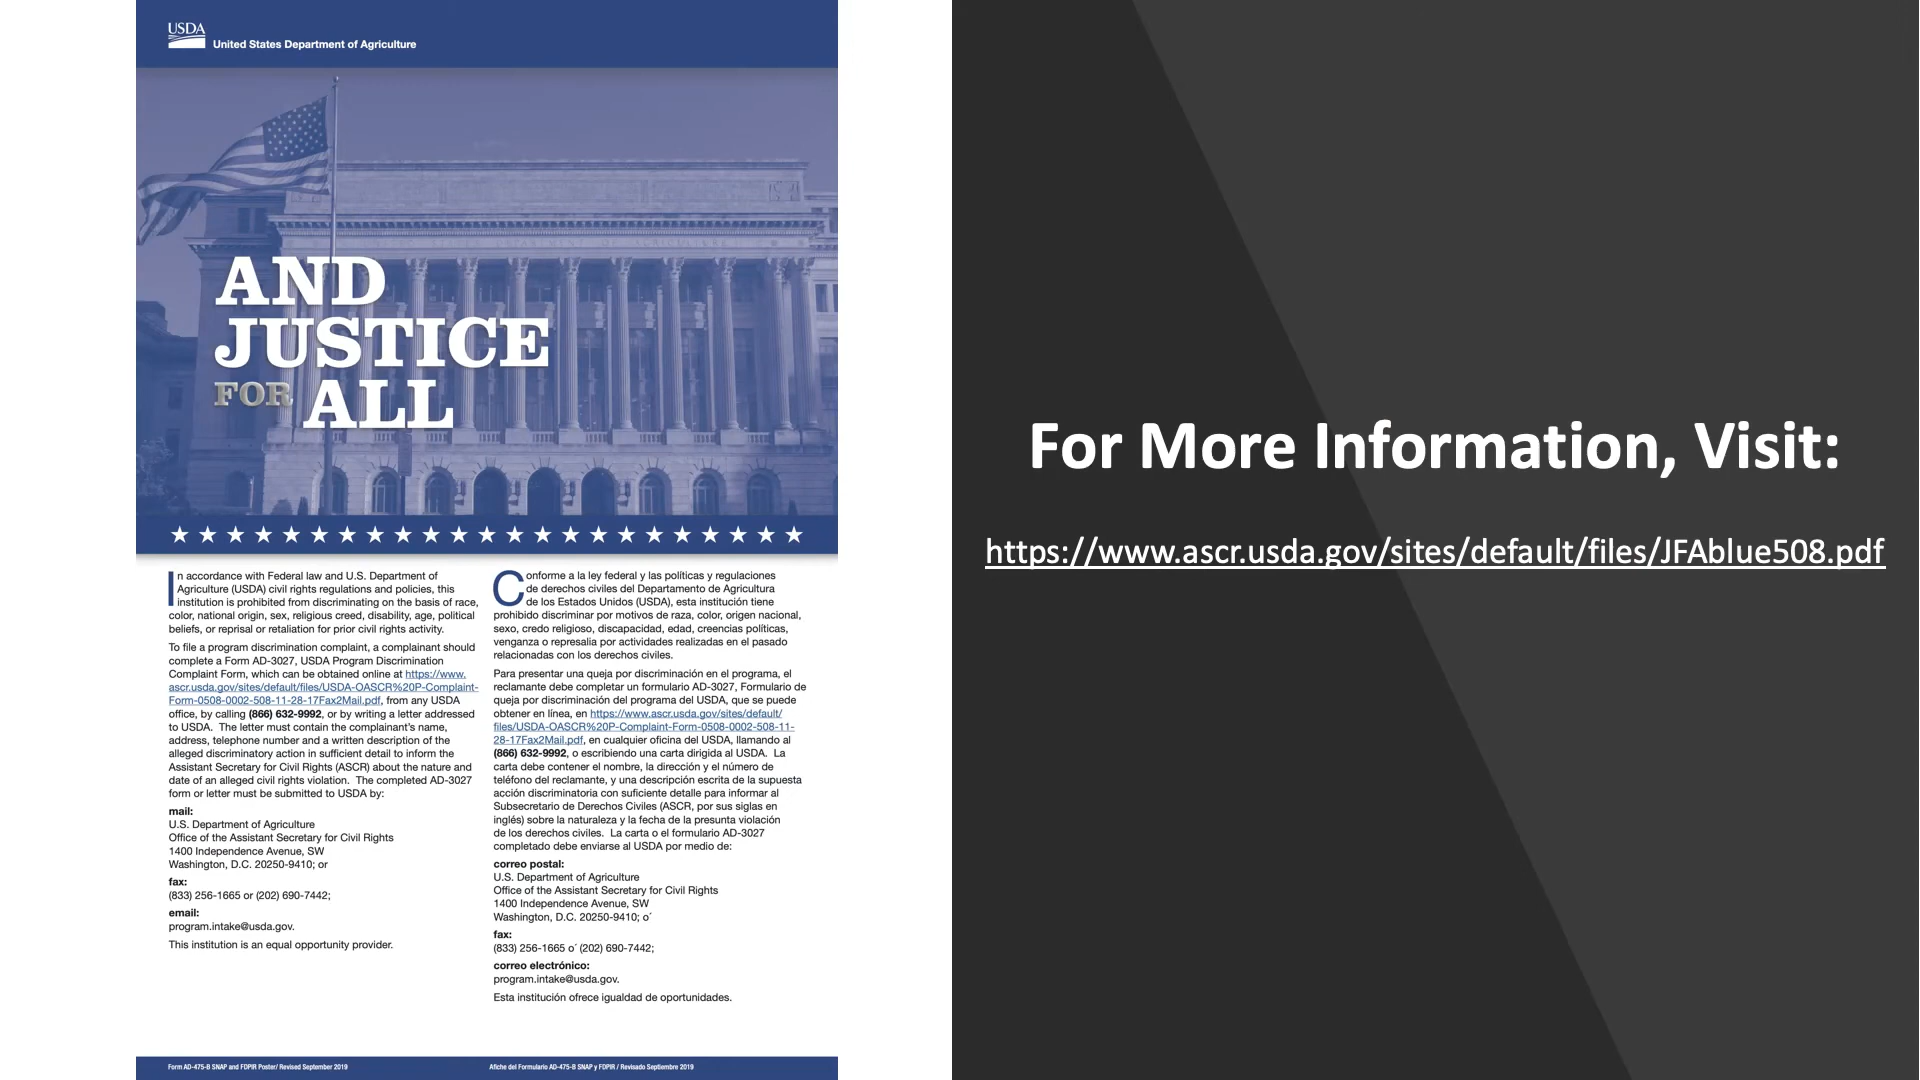 USDA
United States Department of Agriculture
AND
JUSTICE
FOR ALL
In accordance with Federal law and U.S. Department of
Agriculture (USDA) civil rights regulations and policies, this
institution is prohibited from discriminating on the basis of race,
color, national origin, sex, religious creed, disability, age, political
beliefs, or reprisal or retaliation for prior civil rights activity.
To file a program discrimination complaint, a complainant should
complete a Form AD-3027, USDA Program Discrimination
Complaint Form, which can be obtained online at https://www.
ascr.usda.gov/sites/default/files/USDA-OASCR%20P-Complaint-
Form-0508-0002-508-11-28-17Fax2Mail.pdf, from any USDA
office, by calling (866) 632-9992, or by writing a letter addressed
to USDA. The letter must contain the complainant's name,
address, telephone number and a written description of the
alleged discriminatory action in sufficient detail to inform the
Assistant Secretary for Civil Rights (ASCR) about the nature and
date of an alleged civil rights violation. The completed AD-3027
form or letter must be submitted to USDA by:
mail:
U.S. Department of Agriculture
Office of the Assistant Secretary for Civil Rights
1400 Independence Avenue, SW
Washington, D.C. 20250-9410; or
fax:
(833) 256-1665 or (202) 690-7442;
email:
program.intake@usda.gov.
This institution is an equal opportunity provider.
Conforme a la ley federal y las políticas y regulaciones
de derechos civiles del Departamento de Agricultura
de los Estados Unidos (USDA), esta institución tiene
prohibido discriminar por motivos de raza, color, origen nacional,
sexo, credo religioso, discapacidad, edad, creencias políticas,
venganza o represalia por actividades realizadas en el pasado
relacionadas con los derechos civiles.
Para presentar una queja por discriminación en el programa, el
reclamante debe completar un formulario AD-3027, Formulario de
queja por discriminación del programa del USDA, que se puede
obtener en línea, en https://www.ascr.usda.gov/sites/default/
files/USDA-OASCR%20P-Complaint-Form-0508-0002-508-11-
28-17Fax2Mail.pdf, en cualquier oficina del USDA, llamando al
(866) 632-9992, o escribiendo una carta dirigida al USDA. La
carta debe contener el nombre, la dirección y el número de
teléfono del reclamante, y una descripción escrita de la supuesta
acción discriminatoria con suficiente detalle para informar al
Subsecretario de Derechos Civiles (ASCR, por sus siglas en
inglés) sobre la naturaleza y la fecha de la presunta violación
de los derechos civiles. La carta o el formulario AD-3027
completado debe enviarse al USDA por medio de:
correo postal:
U.S. Department of Agriculture
Office of the Assistant Secretary for Civil Rights
1400 Independence Avenue, SW
Washington, D.C. 20250-9410; o´
fax:
(833) 256-1665 o´ (202) 690-7442;
correo electrónico:
program.intake@usda.gov.
Esta institución ofrece igualdad de oportunidades.
Form AD-475-B SNAP and FDPIR Poster/ Revised September 2019
Afiche del Formulario AD-475-B SNAP y FDPIR / Revisado Septiembre 2019
For More Information, Visit:
https://www.ascr.usda.gov/sites/default/files/JFAblue508.pdf